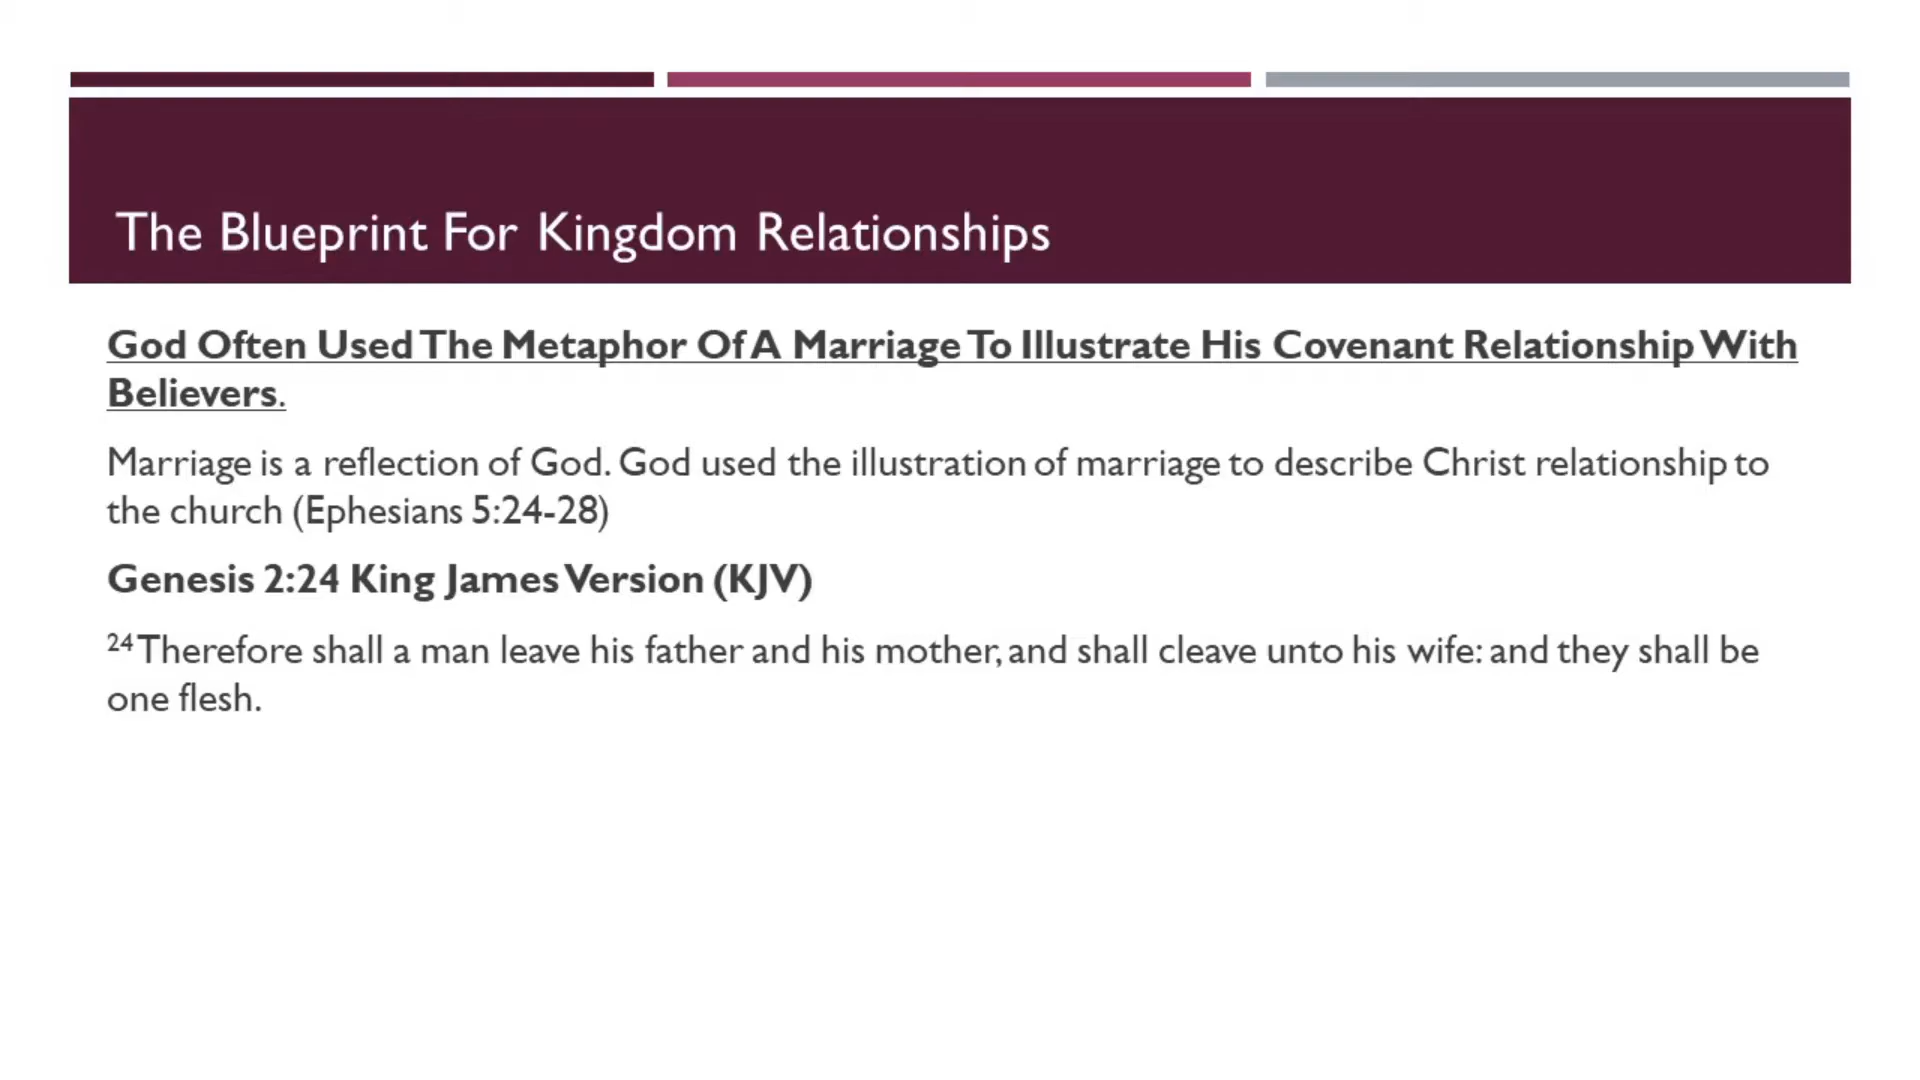 The Blueprint For Kingdom Relationships
God Often Used The Metaphor Of A Marriage To Illustrate His Covenant Relationship With
Believers.
Marriage is a reflection of God. God used the illustration of marriage to describe Christ relationship to
the church (Ephesians 5:24-28)
Genesis 2:24 King James Version (KJV)
24 Therefore shall a man leave his father and his mother, and shall cleave unto his wife: and they shall be
one flesh.